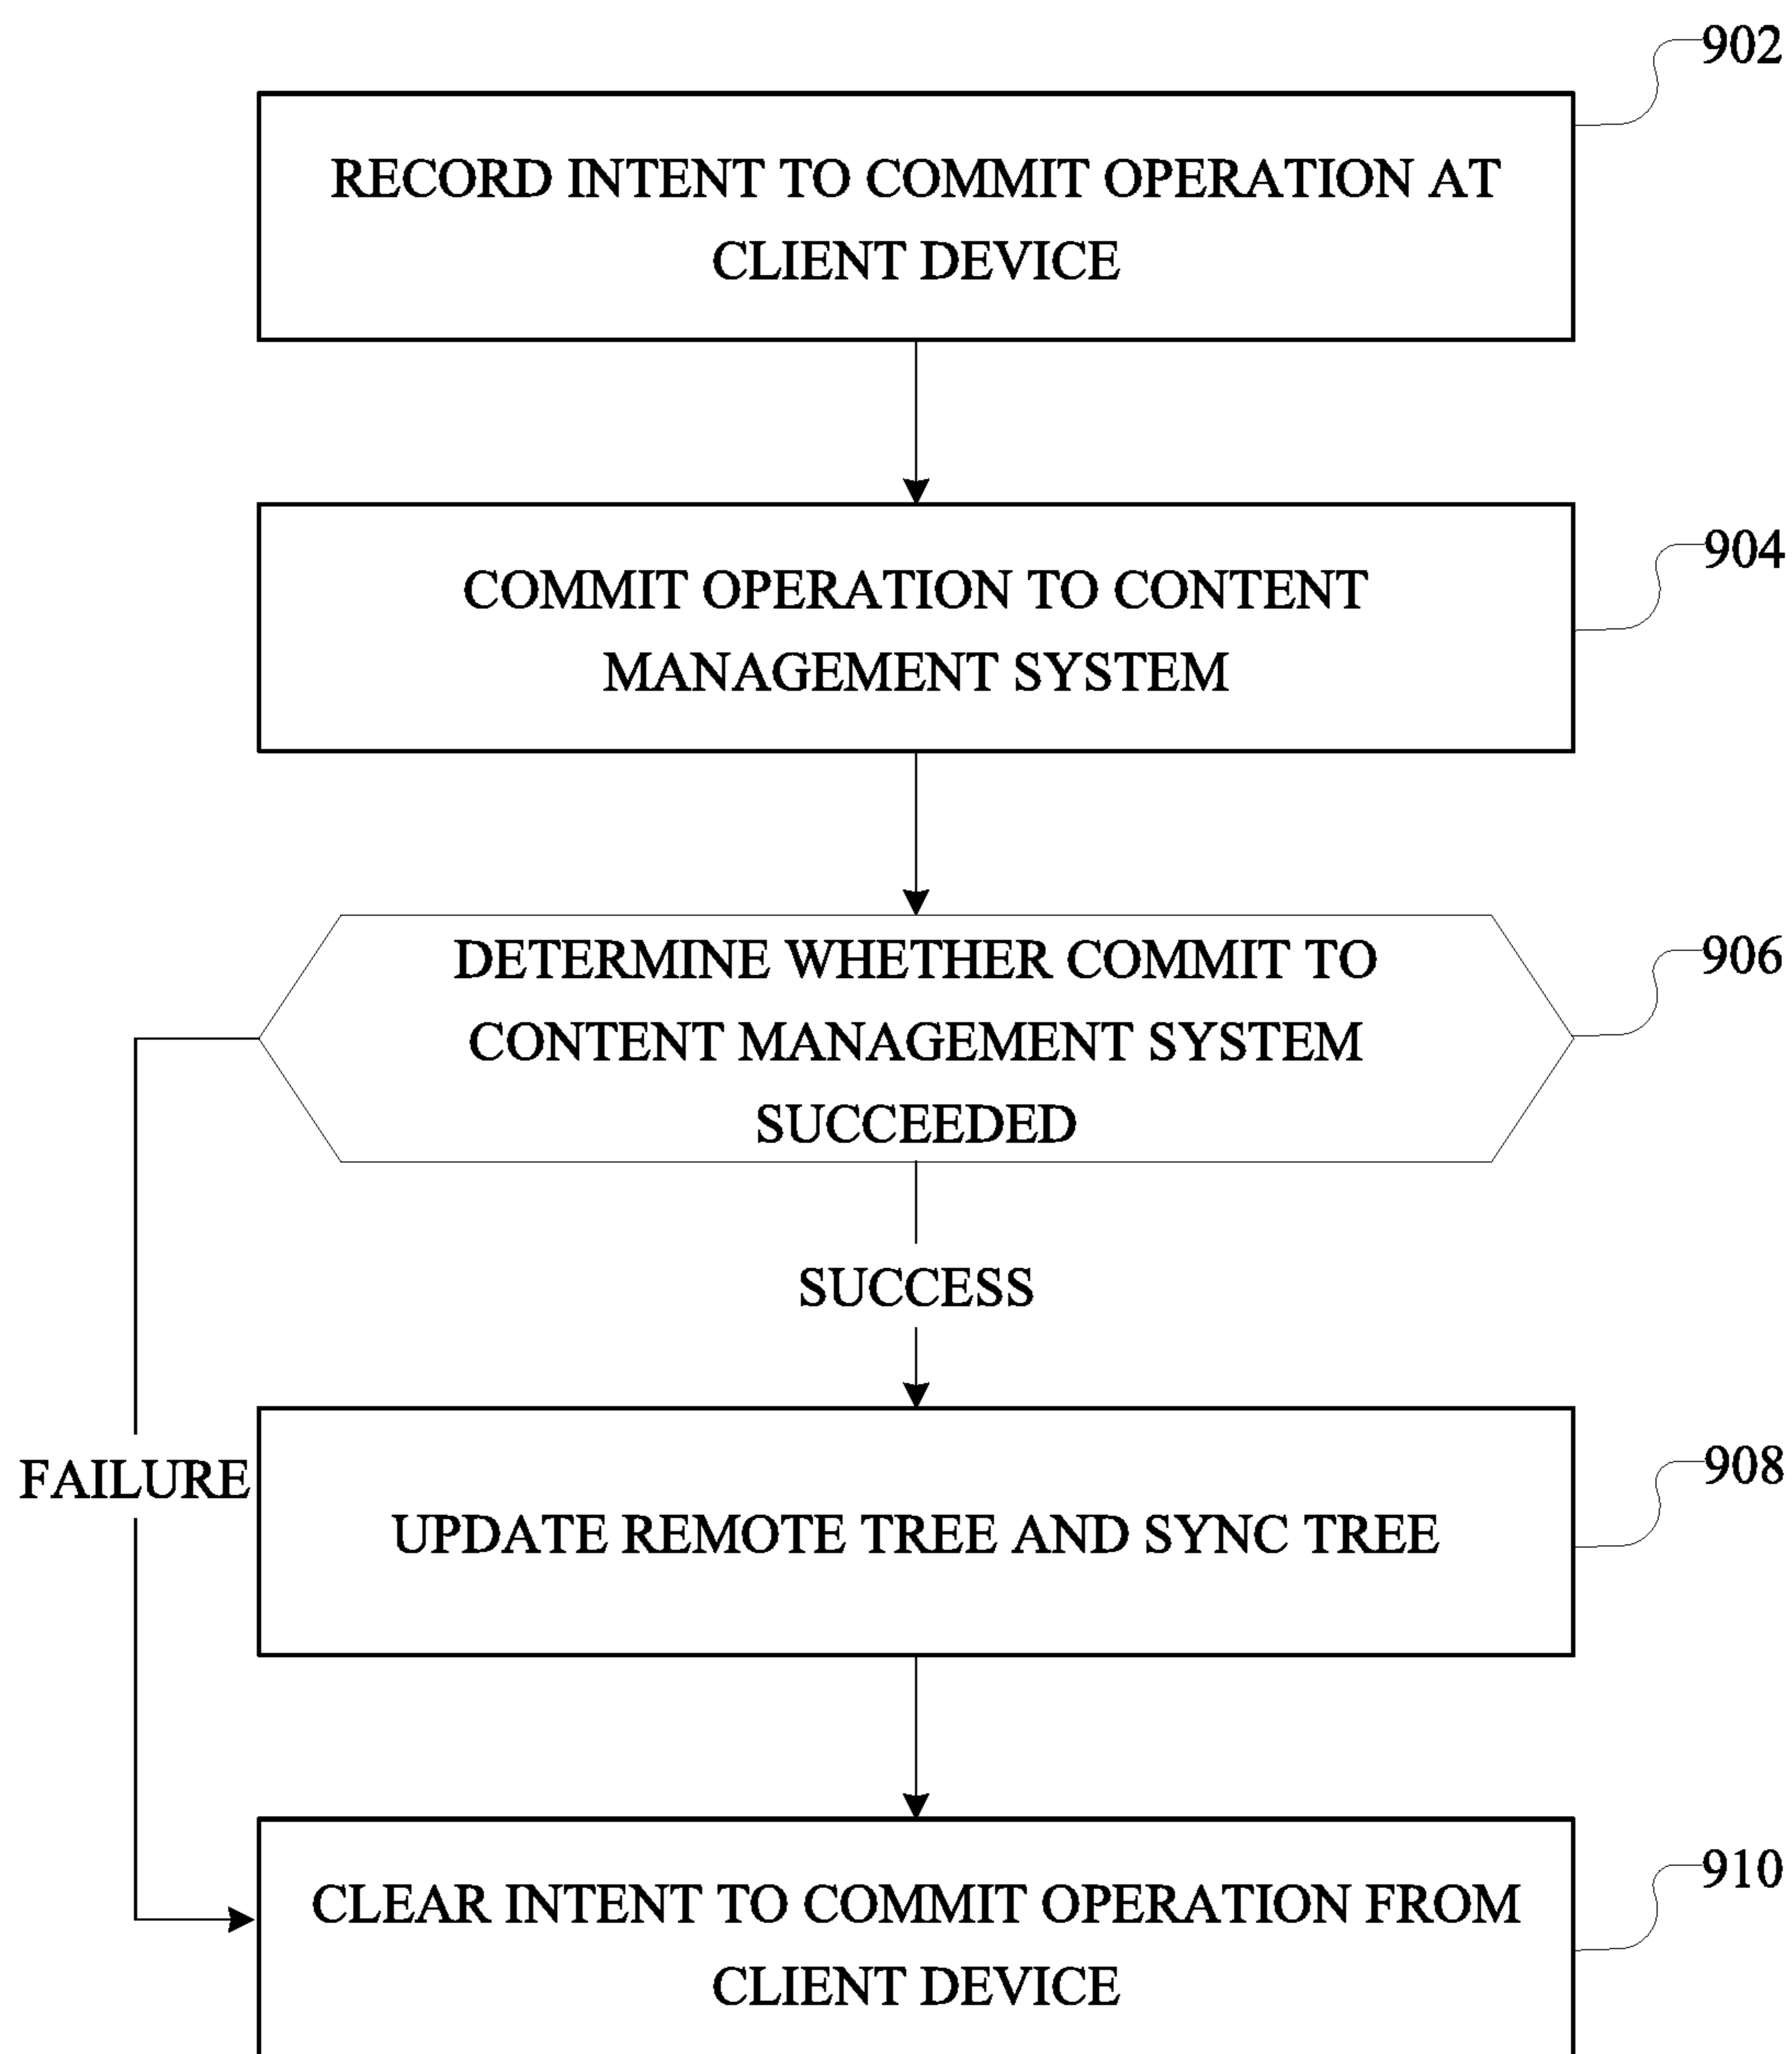 902
RECORD INTENT TO COMMIT OPERATION AT
CLIENT DEVICE
904
COMMIT OPERATION TO CONTENT
MANAGEMENT SYSTEM
906
DETERMINE WHETHER COMMIT TO
CONTENT MANAGEMENT SYSTEM
SUCCEEDED
SUCCESS
FAILURE
908
UPDATE REMOTE TREE AND SYNC TREE
910
CLEAR INTENT TO COMMIT OPERATION FROM
CLIENT DEVICE